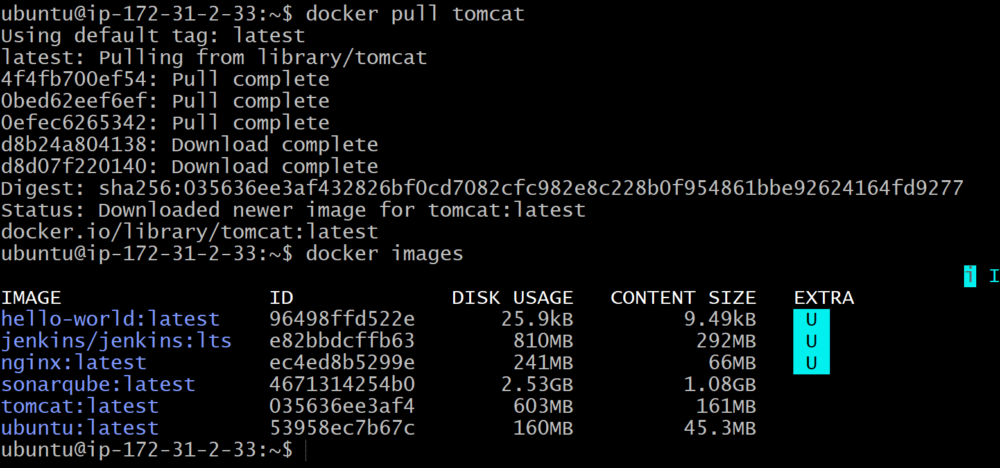 ubuntu@ip-172-31-2-33:~$ docker pull tomcat
Using default tag: latest
latest: Pulling from library/tomcat
4f4fb700ef54: Pull complete
0bed62eef6ef: Pull complete
0efec6265342: Pull complete
d8b24a804138: Download complete
d8d07f220140: Download complete
Digest: sha256:035636ee3af432826bf0cd7082cfc982e8c228b0f954861bbe92624164fd9277
Status: Downloaded newer image for tomcat:latest
docker.io/library/tomcat:latest
ubuntu@ip-172-31-2-33:~$ docker images
i I
IMAGE ID DISK USAGE CONTENT SIZE EXTRA
hello-world:latest 96498ffd522e 25.9kB 9.49kB U
jenkins/jenkins:lts e82bbdcffb63 810MB 292MB U
nginx:latest ec4ed8b5299e 241MB 66MB U
sonarqube:latest 4671314254b0 2.53GB 1.08GB
tomcat:latest 035636ee3af4 603MB 161MB
ubuntu:latest 53958ec7b67c 160MB 45.3MB
ubuntu@ip-172-31-2-33:~$